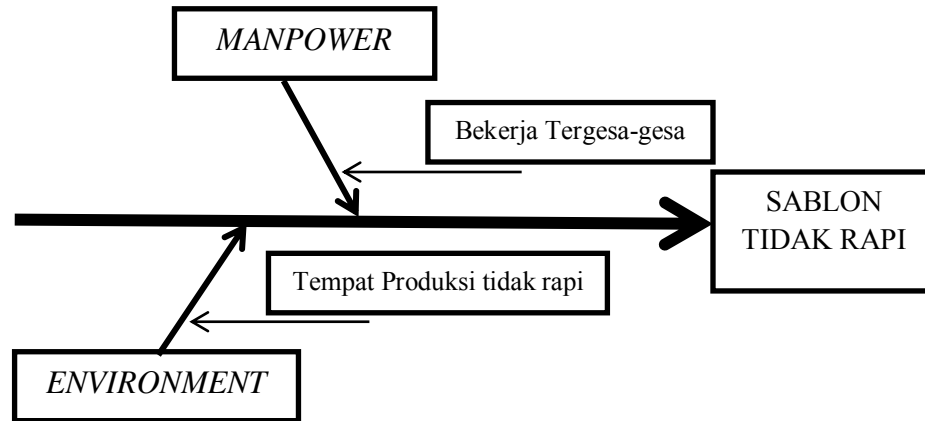 MANPOWER
Bekerja Tergesa-gesa
SABLON
TIDAK RAPI
Tempat Produksi tidak rapi
ENVIRONMENT